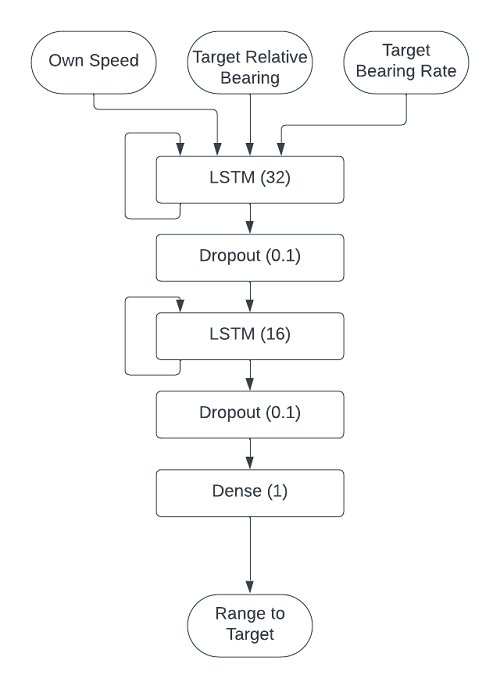 Own Speed
Target Relative
Bearing
Target
Bearing Rate
LSTM (32)
Dropout (0.1)
LSTM (16)
Dropout (0.1)
Dense (1)
Range to
Target